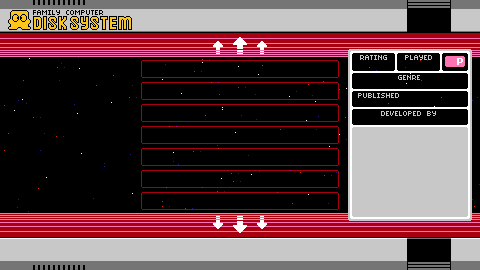 FAMILY COMPUTER
DISK SYSTEM
RATING
PLAYED
P
GENRE
PUBLISHED
DEVELOPED BY